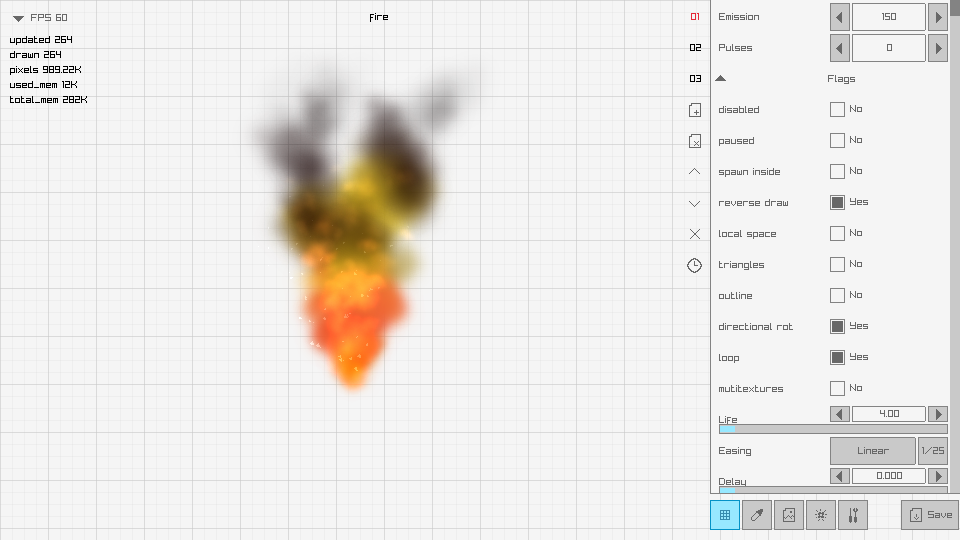 FPS 60
fire
updated 264
drawn 264
pixels 989.22K
used_mem 12K
total_mem 282K
01
02
03
Emission 150
Pulses 0
Flags
disabled No
paused No
spawn inside No
reverse draw Yes
local space No
triangles No
outline No
directional rot Yes
loop Yes
mutitextures No
Life 4.00
Easing Linear 1/25
Delay 0.000
Save